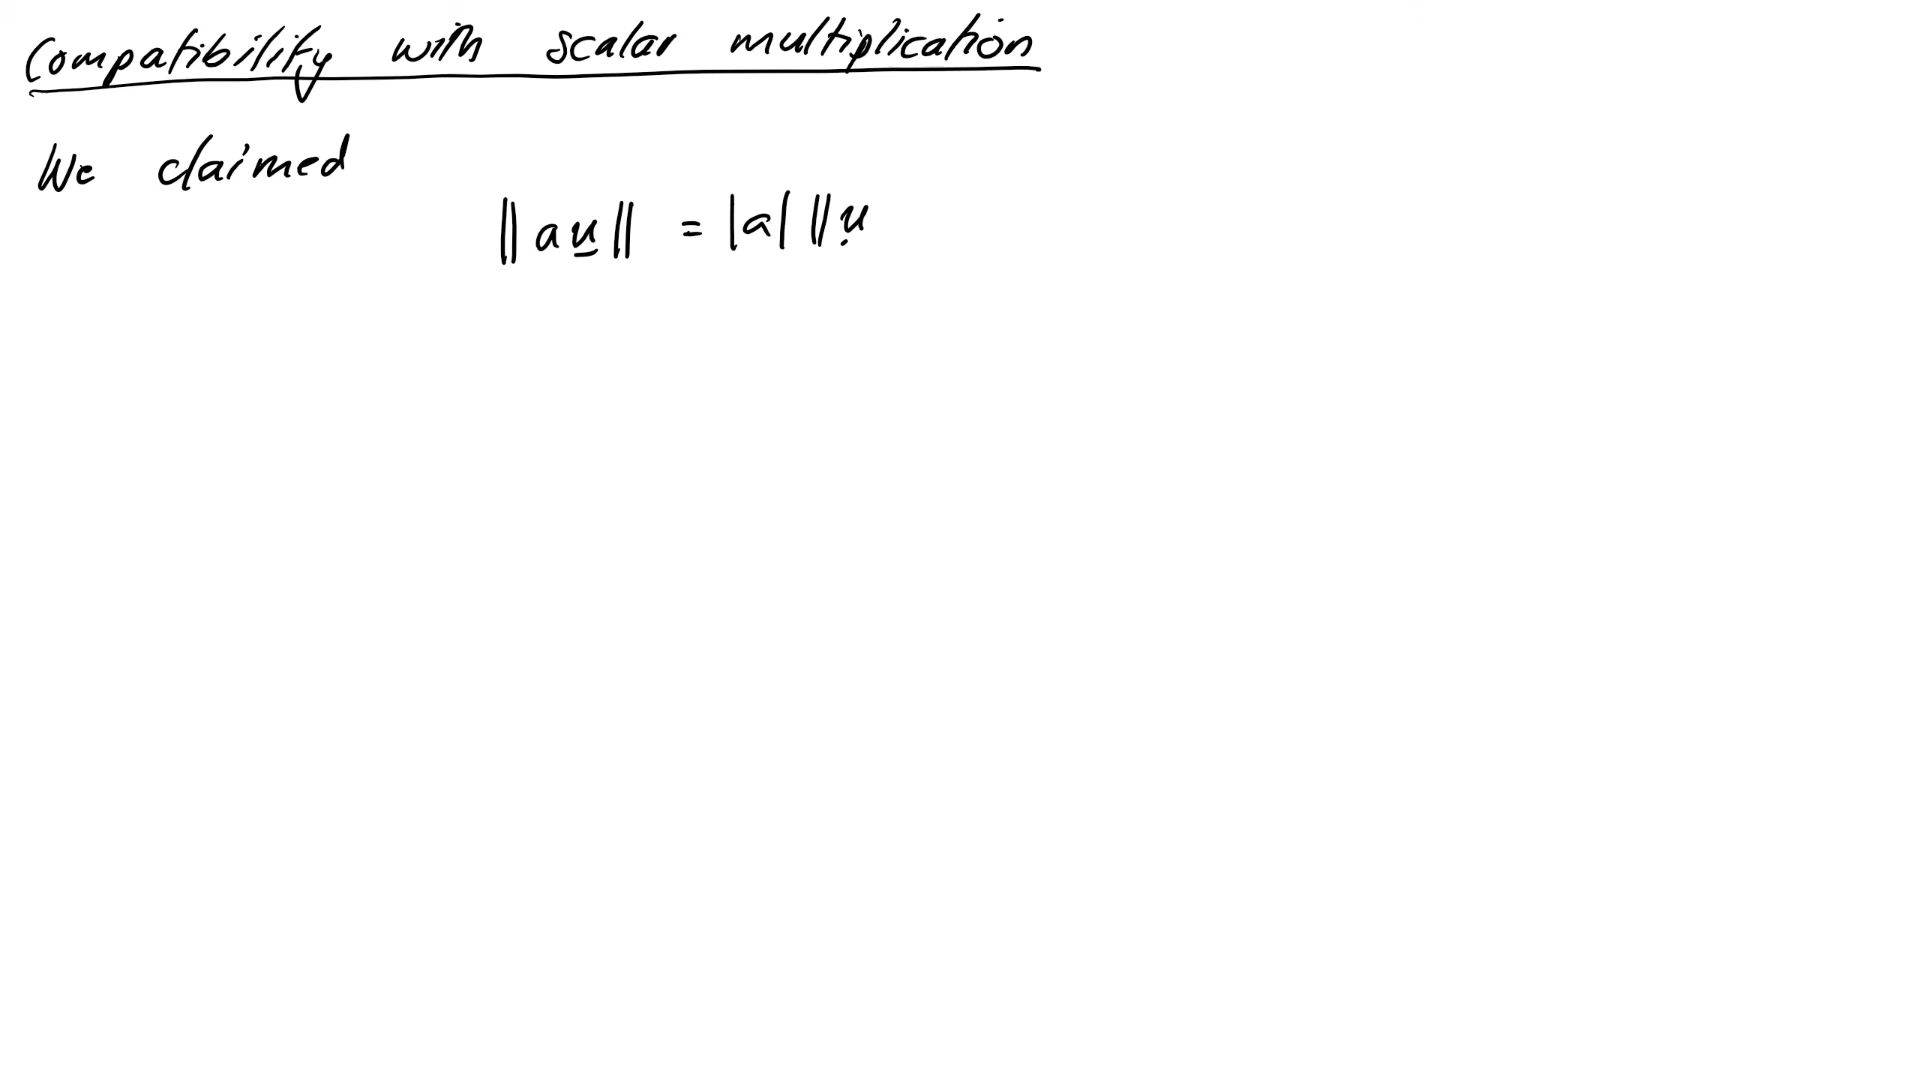 Compatibility with scalar multiplication
We claimed
||au|| = |a| ||u